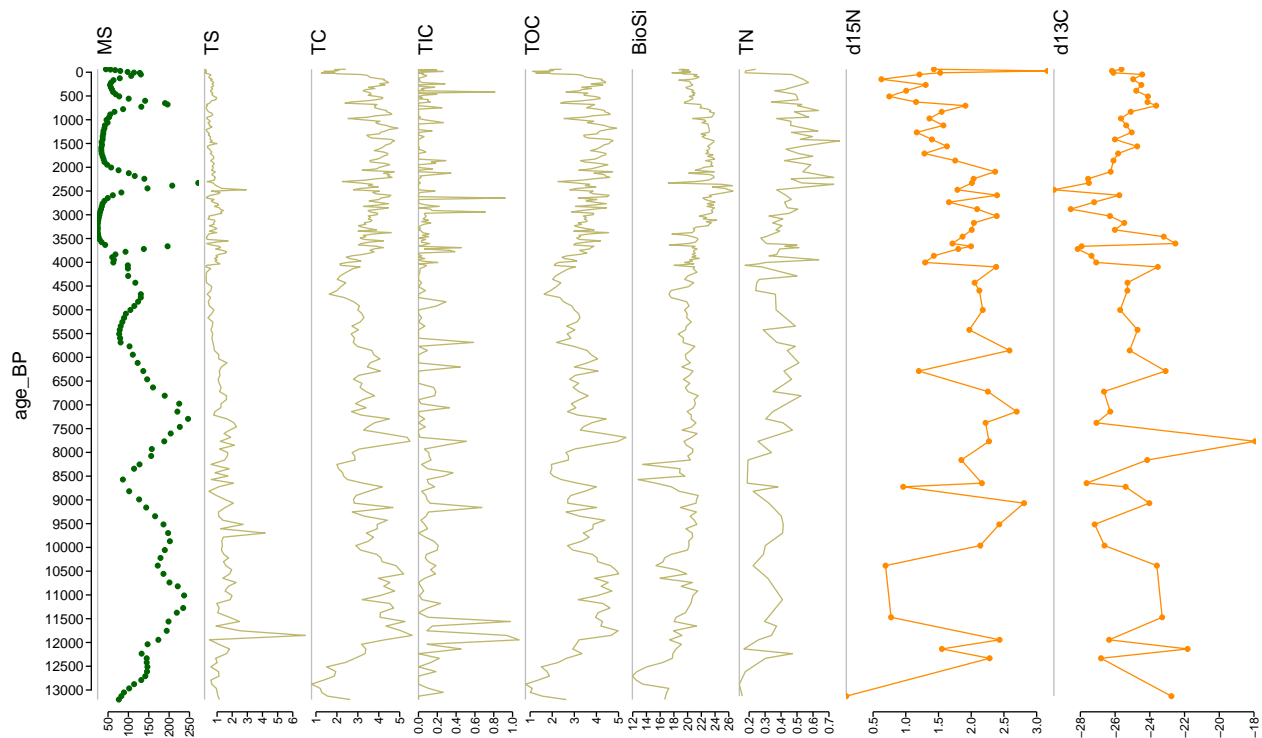 MS
TS
TC
TIC
TOC
BioSi
TN
d15N
d13C
age_BP
0
500
1000
1500
2000
2500
3000
3500
4000
4500
5000
5500
6000
6500
7000
7500
8000
8500
9000
9500
10000
10500
11000
11500
12000
12500
13000
50 100 150 200 250
1 2 3 4 5 6
1 2 3 4 5
0.0 0.2 0.4 0.6 0.8 1.0
1 2 3 4 5
12 14 16 18 20 22 24 26
0.2 0.3 0.4 0.5 0.6 0.7
0.5 1.0 1.5 2.0 2.5 3.0
−28 −26 −24 −22 −20 −18